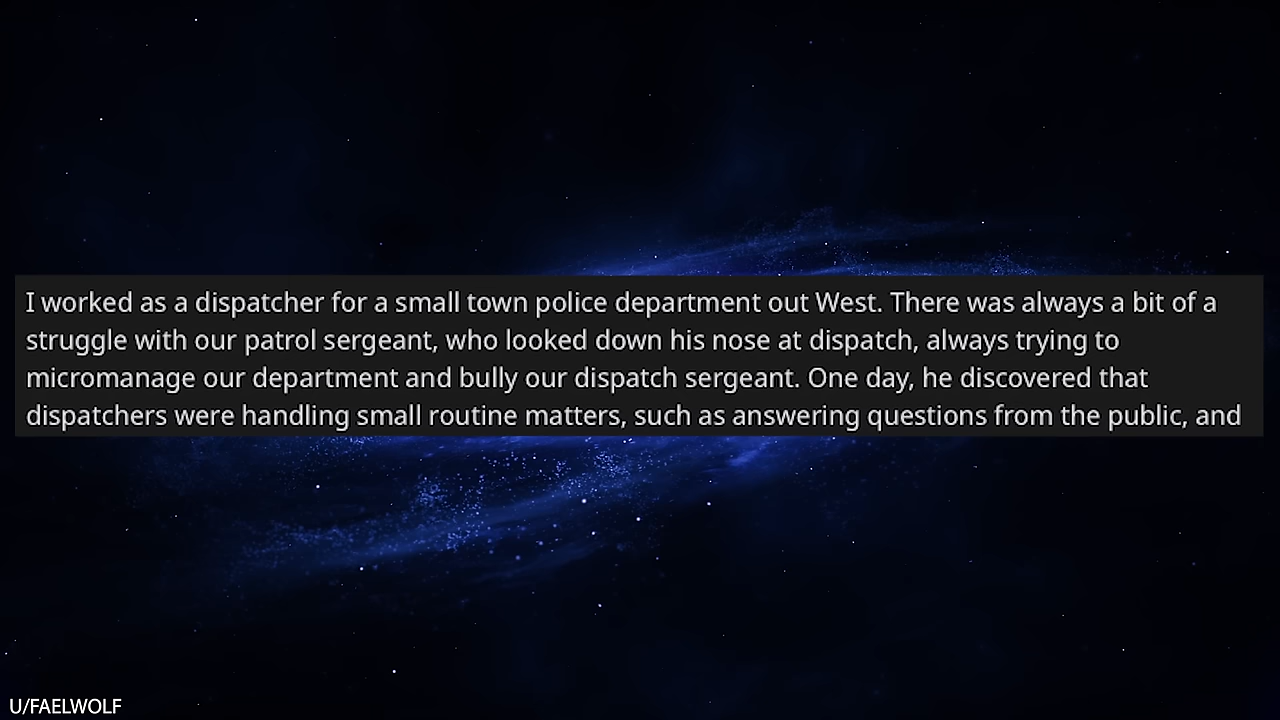 I worked as a dispatcher for a small town police department out West. There was always a bit of a
struggle with our patrol sergeant, who looked down his nose at dispatch, always trying to
micromanage our department and bully our dispatch sergeant. One day, he discovered that
dispatchers were handling small routine matters, such as answering questions from the public, and
U/FAELWOLF